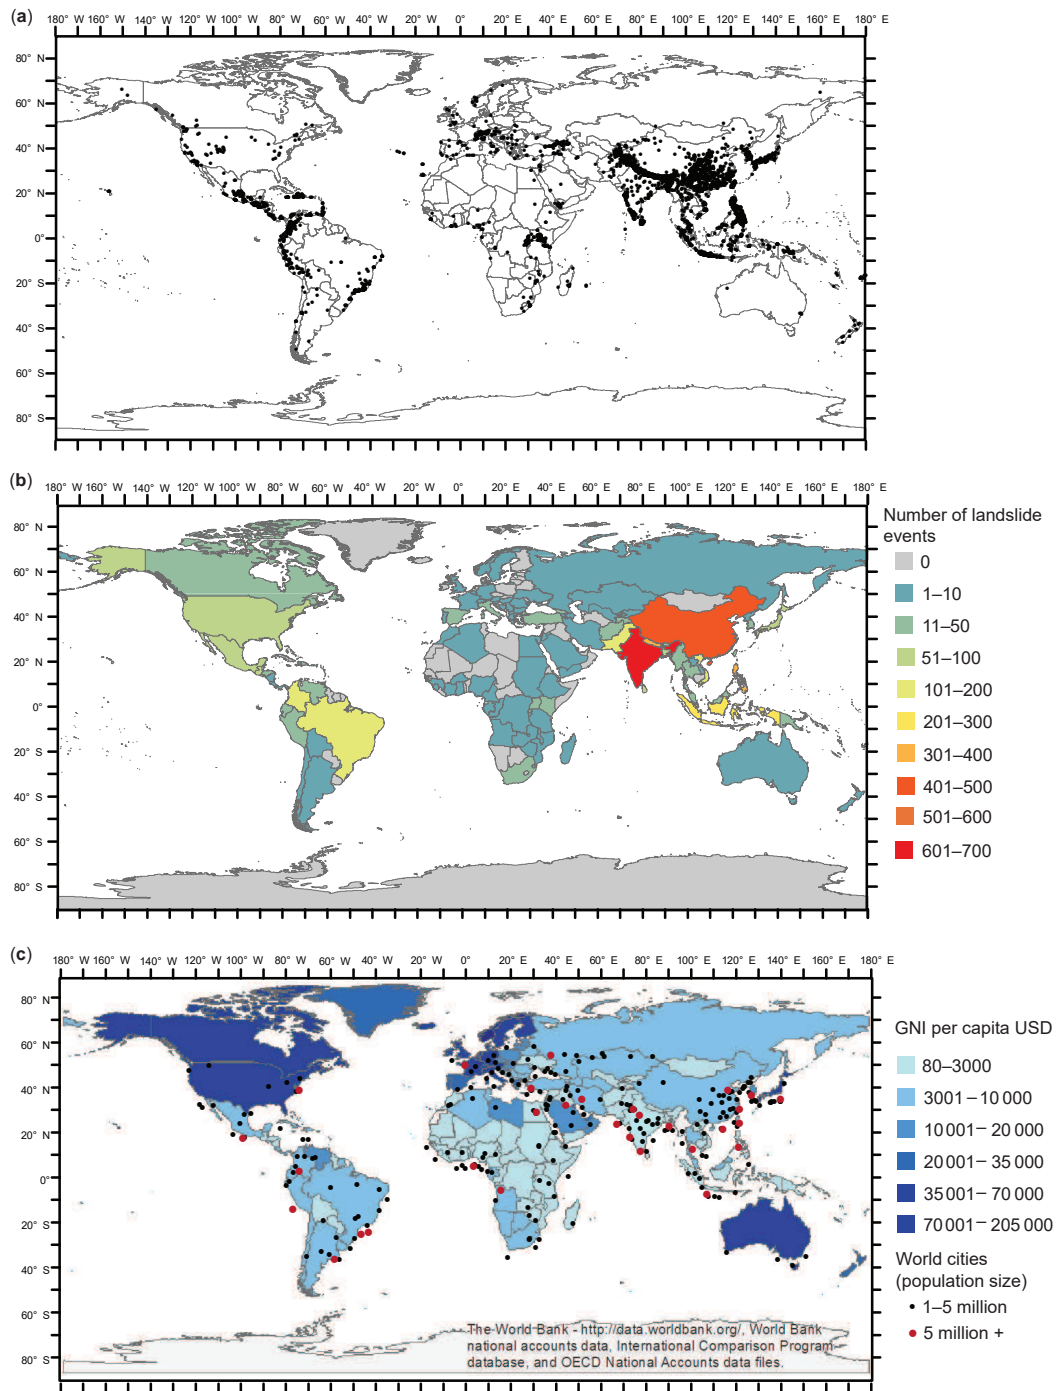 (a)
180° W 160° W 140° W 120° W 100° W 80° W 60° W 40° W 20° W 0° E 20° E 40° E 60° E 80° E 100° E 120° E 140° E 160° E 180° E
80° N
60° N
40° N
20° N
0°
20° S
40° S
60° S
80° S
(b)
180° W 160° W 140° W 120° W 100° W 80° W 60° W 40° W 20° W 0° E 20° E 40° E 60° E 80° E 100° E 120° E 140° E 160° E 180° E
80° N
60° N
40° N
20° N
0°
20° S
40° S
60° S
80° S
Number of landslide
events
0
1–10
11–50
51–100
101–200
201–300
301–400
401–500
501–600
601–700
(c)
180° W 160° W 140° W 120° W 100° W 80° W 60° W 40° W 20° W 0° E 20° E 40° E 60° E 80° E 100° E 120° E 140° E 160° E 180° E
80° N
60° N
40° N
20° N
0°
20° S
40° S
60° S
80° S
GNI per capita USD
80–3000
3001–10 000
10 001–20 000
20 001–35 000
35 001–70 000
70 001–205 000
World cities
(population size)
1–5 million
5 million +
The World Bank - http://data.worldbank.org/, World Bank
national accounts data, International Comparison Program
database, and OECD National Accounts data files.